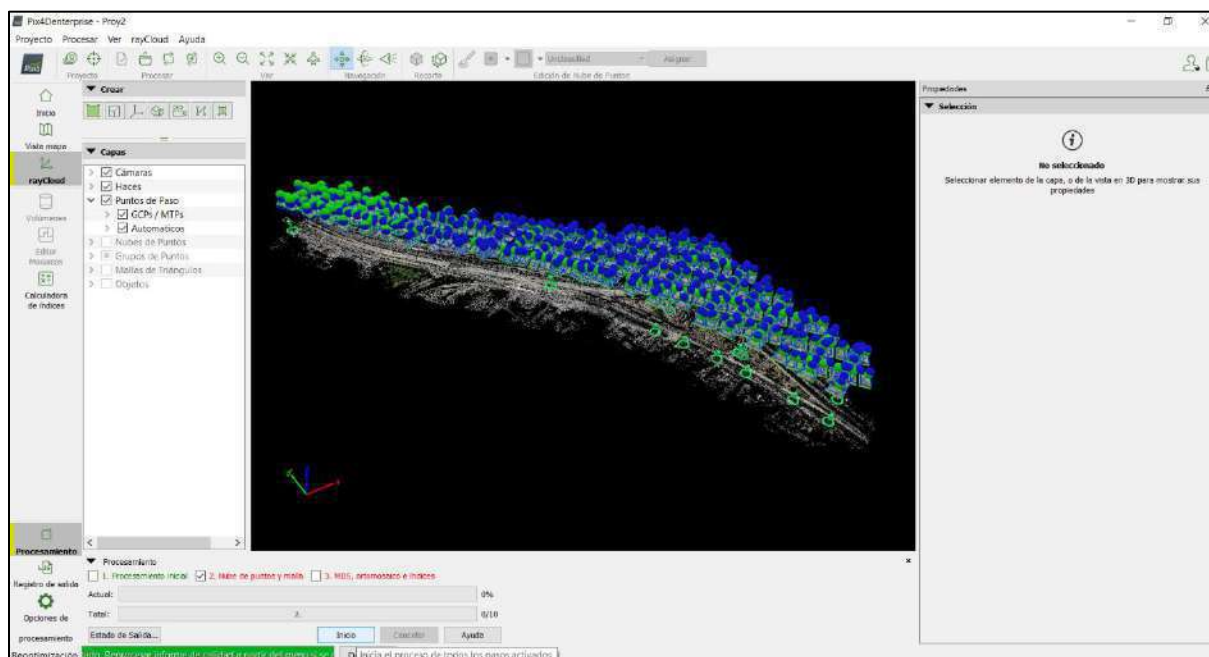 Pix4Denterprise - Proy2
Proyecto Procesar Ver rayCloud Ayuda
Unclassified Asignar
Proyecto Procesar Ver Navegación Recorte Edición de Nube de Puntos
Inicio
Vista mapa
rayCloud
Volúmenes
Editor Mosaicos
Calculadora de índices
Crear
Capas
Cámaras
Haces
Puntos de Paso
GCPs / MTPs
Automaticos
Nubes de Puntos
Grupos de Puntos
Mallas de Triángulos
Objetos
Propiedades
Selección
No seleccionado
Seleccionar elemento de la capa, o de la vista en 3D para mostrar sus
propiedades
Procesamiento
Registro de salida
Opciones de
procesamiento
Procesamiento
1. Procesamiento Inicial 2. Nube de puntos y malla 3. MDS, ortomosaico e índices
Actual: 0%
Total: 2. 0/10
Estado de Salida... Inicio Cancelar Ayuda
Inicia el proceso de todos los pasos activados.